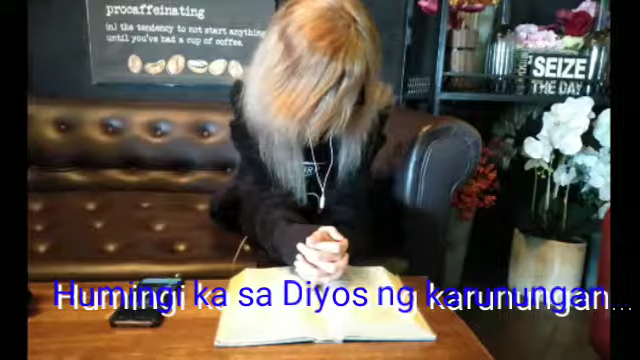 procaffeinating
(n) the tendency to not start anything
until you've had a cup of coffee.
SEIZE
THE DAY
Humingi ka sa Diyos ng karunungan...